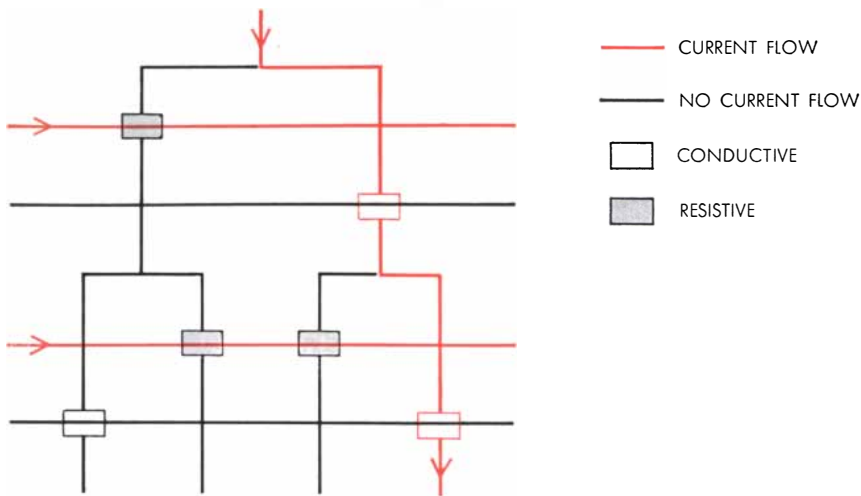 CURRENT FLOW
NO CURRENT FLOW
CONDUCTIVE
RESISTIVE